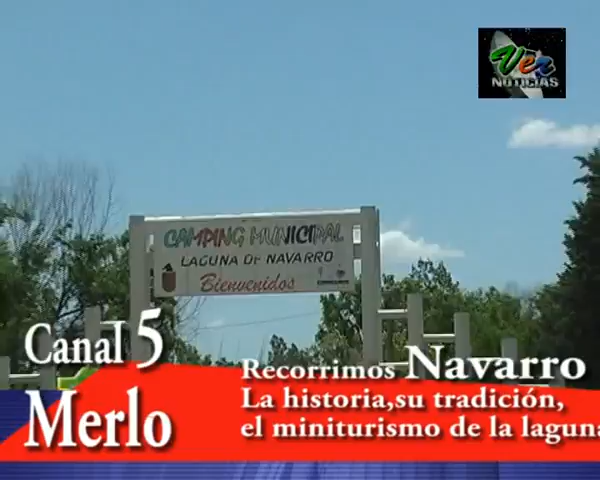 Ver
NOTICIAS
CAMPING MUNICIPAL
LAGUNA DE NAVARRO
Bienvenidos
Canal 5
Merlo
Recorrimos Navarro
La historia,su tradición,
el miniturismo de la laguna